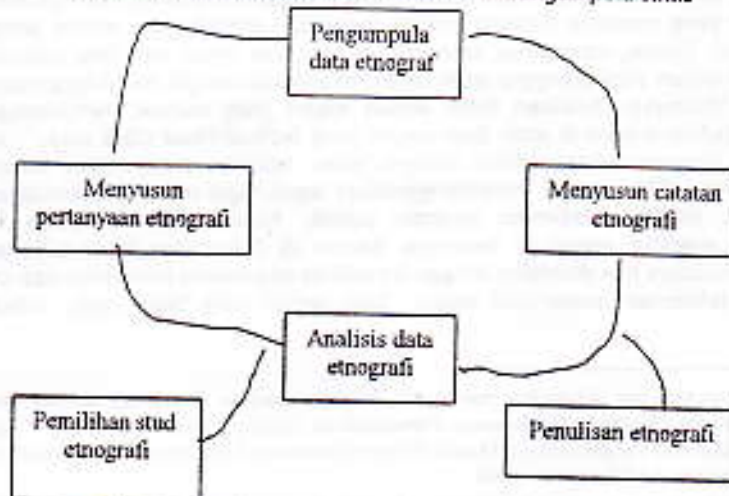 Pengumpula
data etnograf
Menyusun
pertanyaan etnografi
Menyusun catatan
etnografi
Analisis data
etnografi
Pemilihan stud
etnografi
Penulisan etnografi